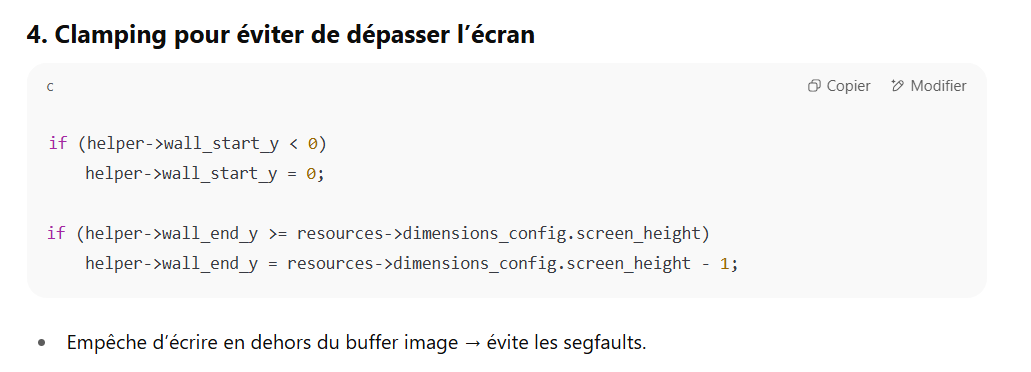 4. Clamping pour éviter de dépasser l’écran
c Copier Modifier
if (helper->wall_start_y < 0)
    helper->wall_start_y = 0;
if (helper->wall_end_y >= resources->dimensions_config.screen_height)
    helper->wall_end_y = resources->dimensions_config.screen_height - 1;
• Empêche d’écrire en dehors du buffer image → évite les segfaults.